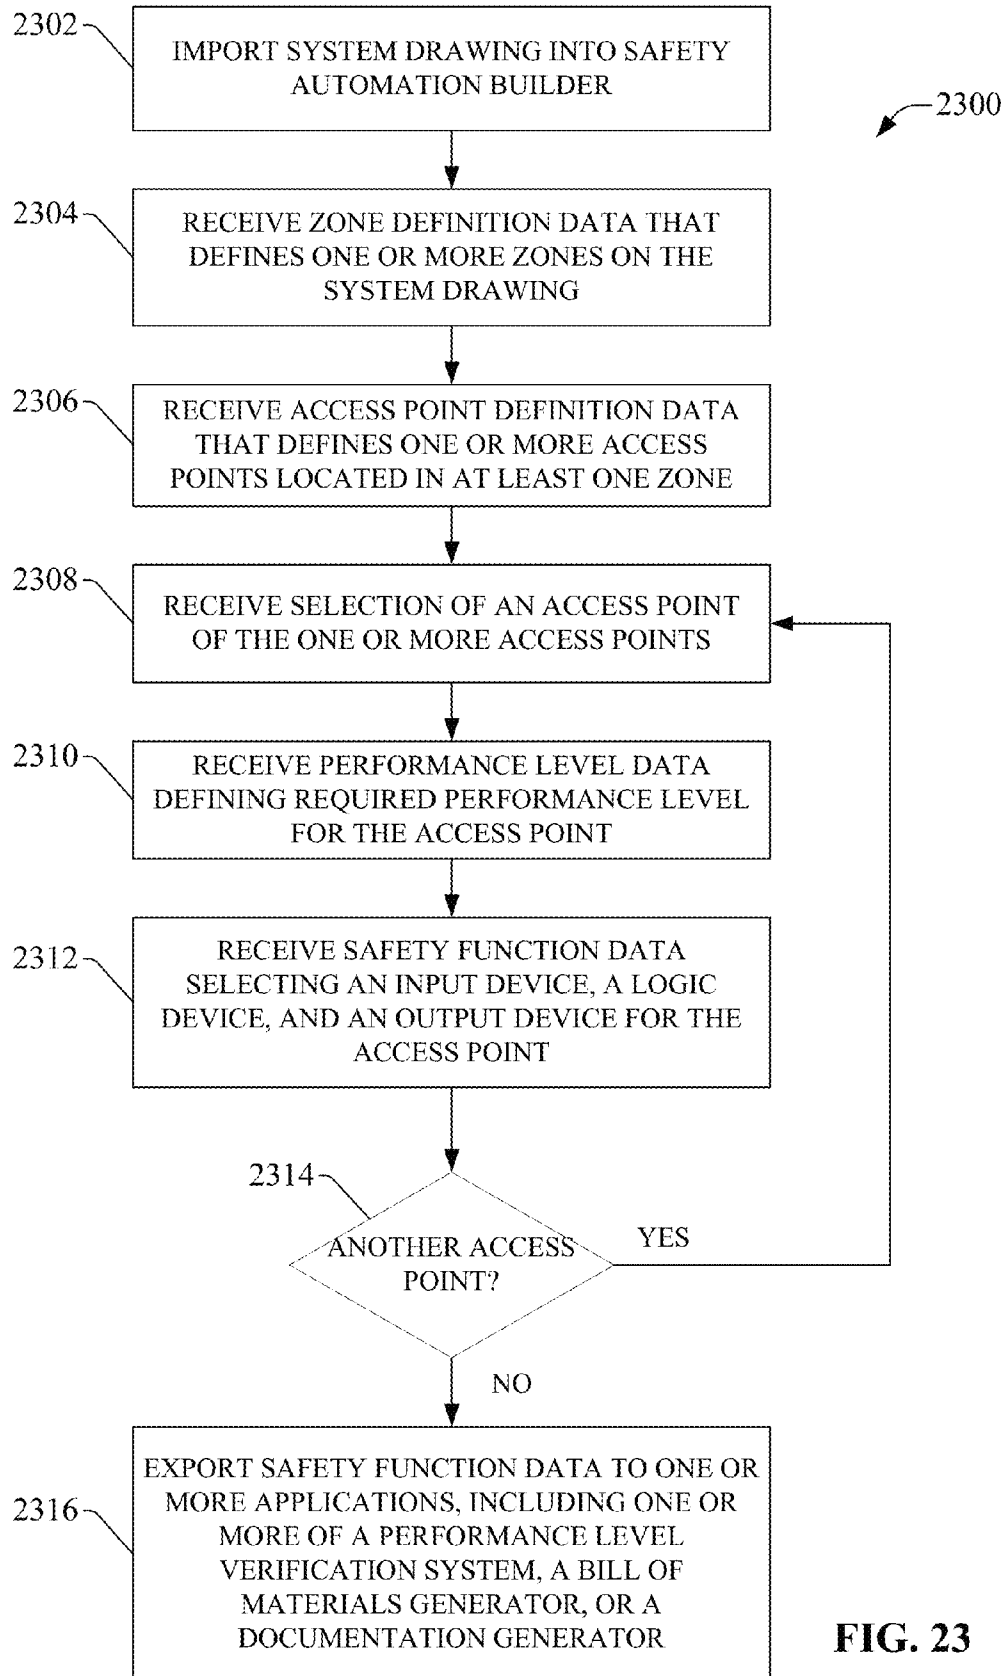 2302
IMPORT SYSTEM DRAWING INTO SAFETY
AUTOMATION BUILDER
2300
2304
RECEIVE ZONE DEFINITION DATA THAT
DEFINES ONE OR MORE ZONES ON THE
SYSTEM DRAWING
2306
RECEIVE ACCESS POINT DEFINITION DATA
THAT DEFINES ONE OR MORE ACCESS
POINTS LOCATED IN AT LEAST ONE ZONE
2308
RECEIVE SELECTION OF AN ACCESS POINT
OF THE ONE OR MORE ACCESS POINTS
2310
RECEIVE PERFORMANCE LEVEL DATA
DEFINING REQUIRED PERFORMANCE LEVEL
FOR THE ACCESS POINT
2312
RECEIVE SAFETY FUNCTION DATA
SELECTING AN INPUT DEVICE, A LOGIC
DEVICE, AND AN OUTPUT DEVICE FOR THE
ACCESS POINT
2314
ANOTHER ACCESS
POINT?
YES
NO
2316
EXPORT SAFETY FUNCTION DATA TO ONE OR
MORE APPLICATIONS, INCLUDING ONE OR
MORE OF A PERFORMANCE LEVEL
VERIFICATION SYSTEM, A BILL OF
MATERIALS GENERATOR, OR A
DOCUMENTATION GENERATOR
FIG. 23